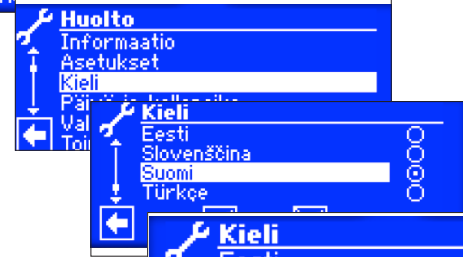 Huolto
Informaatio
Asetukset
Kieli
Kieli
Eesti
Slovenščina
Suomi
Türkçe
Kieli